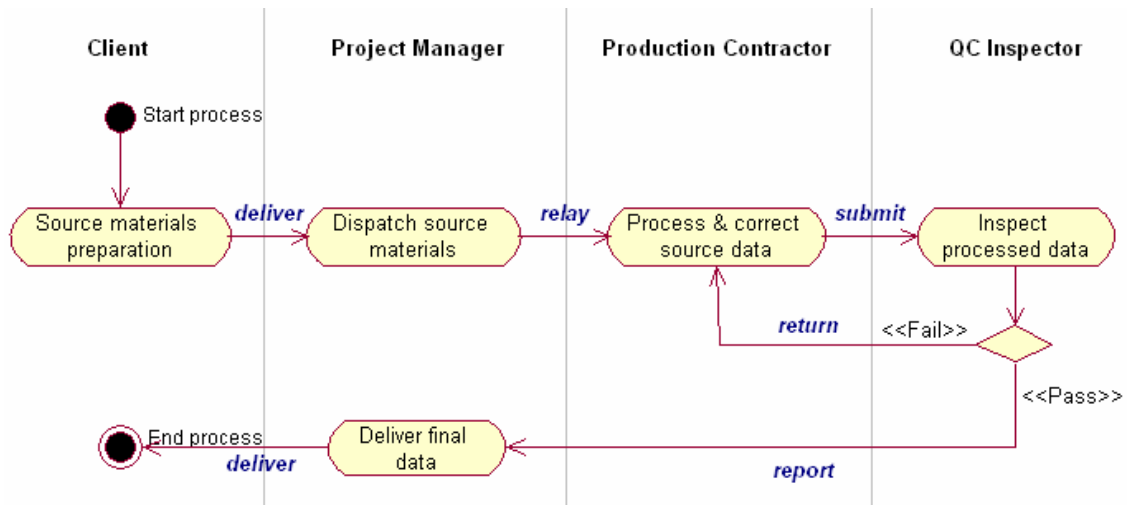 Client
Project Manager
Production Contractor
QC Inspector
Start process
Source materials
preparation
deliver
Dispatch source
materials
relay
Process & correct
source data
submit
Inspect
processed data
return
<<Fail>>
<<Pass>>
End process
deliver
Deliver final
data
report